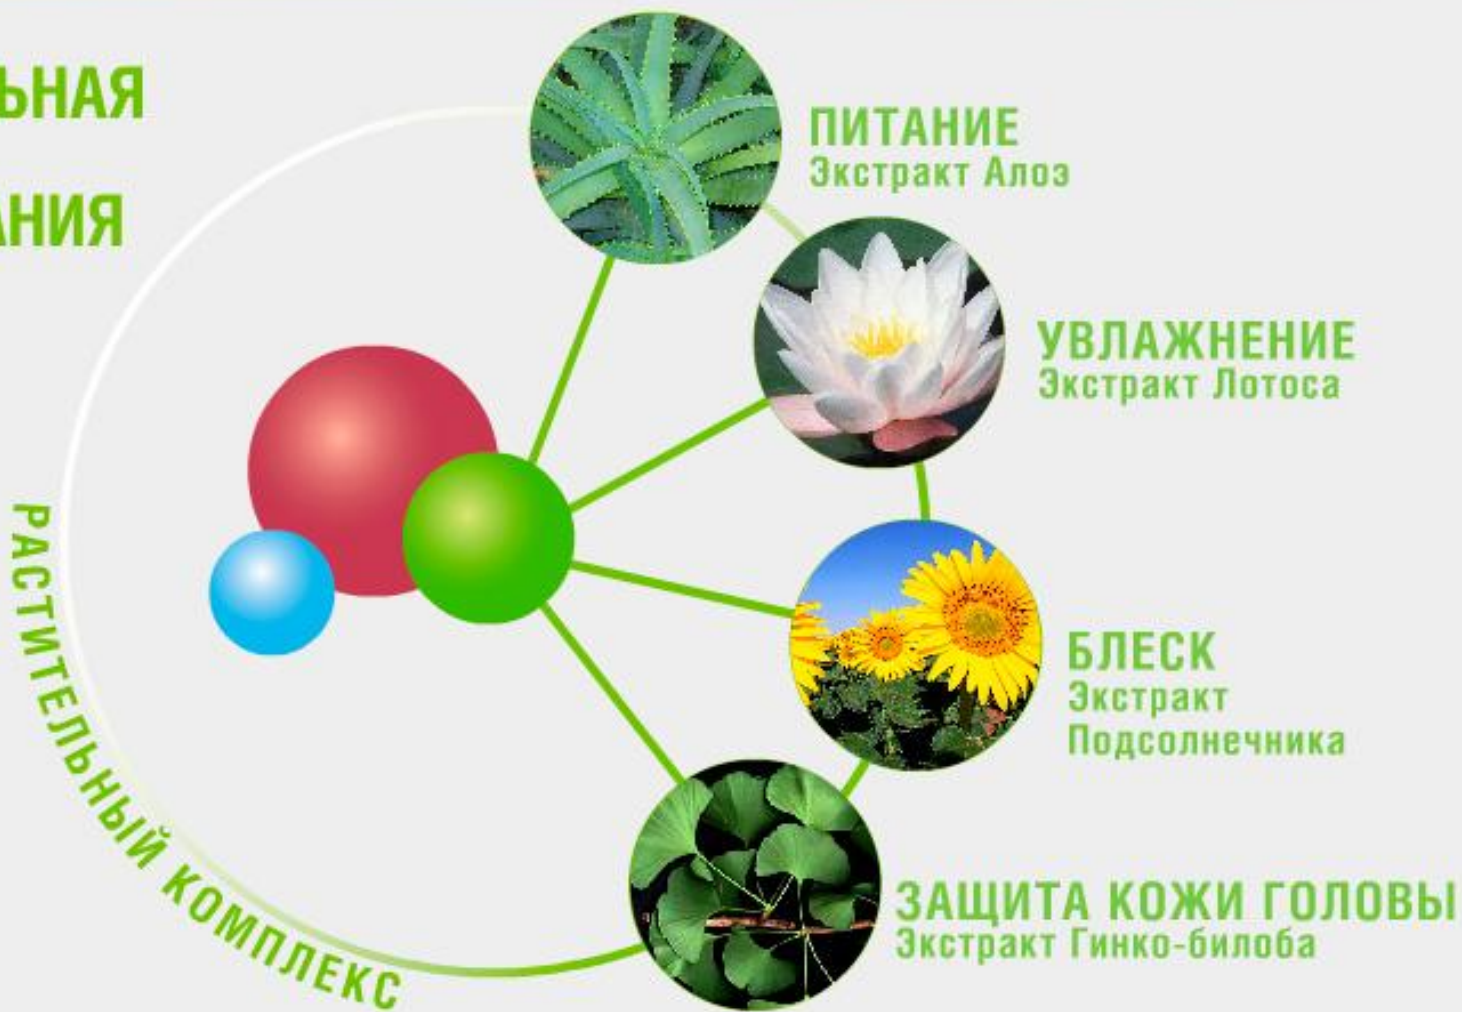 ЬНАЯ
АНИЯ
ПИТАНИЕ
Экстракт Алоэ
УВЛАЖНЕНИЕ
Экстракт Лотоса
БЛЕСК
Экстракт
Подсолнечника
ЗАЩИТА КОЖИ ГОЛОВЫ
Экстракт Гинко-билоба
РАСТИТЕЛЬНЫЙ КОМПЛЕКС